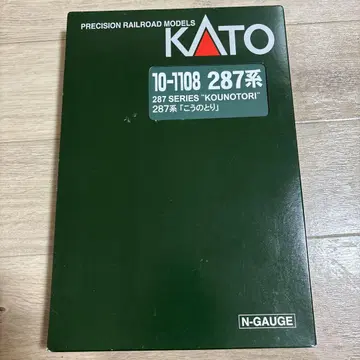 PRECISION RAILROAD MODELS
KATO
10-1108 287系
287 SERIES "KOUNOTORI"
287系「こうのとり」
N-GAUGE